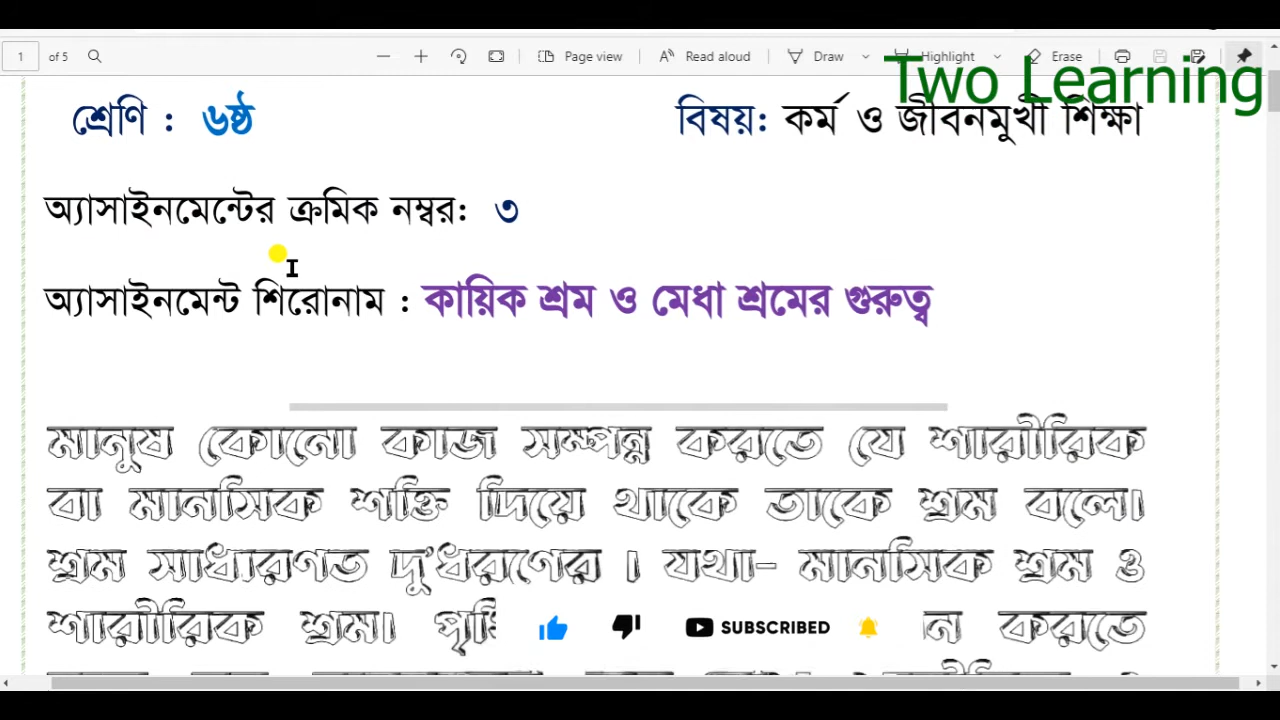 1 of 5 Page view Read aloud Draw Highlight Erase
Two Learning
শ্রেণি : ৬ষ্ঠ বিষয়: কর্ম ও জীবনমুখী শিক্ষা
অ্যাসাইনমেন্টের ক্রমিক নম্বর: ৩
অ্যাসাইনমেন্ট শিরোনাম : কায়িক শ্রম ও মেধা শ্রমের গুরুত্ব
মানুষ কোনো কাজ সম্পন্ন করতে যে শারীরিক
বা মানসিক শক্তি দিয়ে থাকে তাকে শ্রম বলে।
শ্রম সাধারণত দু'ধরণের । যথা- মানসিক শ্রম ও
শারীরিক শ্রম। করতে
SUBSCRIBED